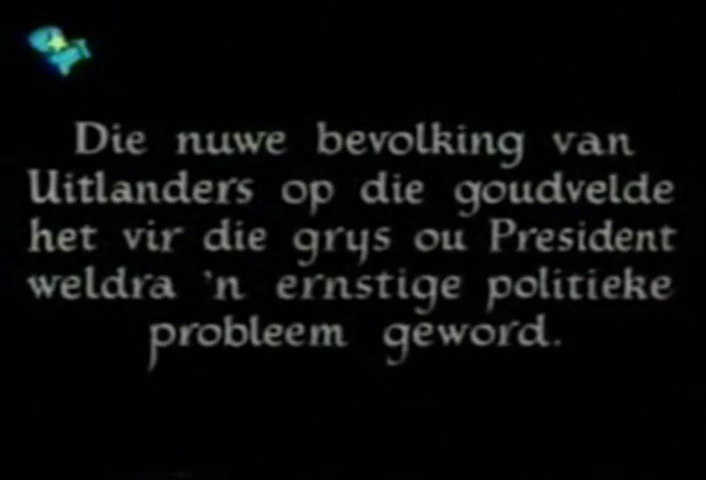 Die nuwe bevolking van
Uitlanders op die goudvelde
het vir die grys ou President
weldra 'n ernstige politieke
probleem geword.